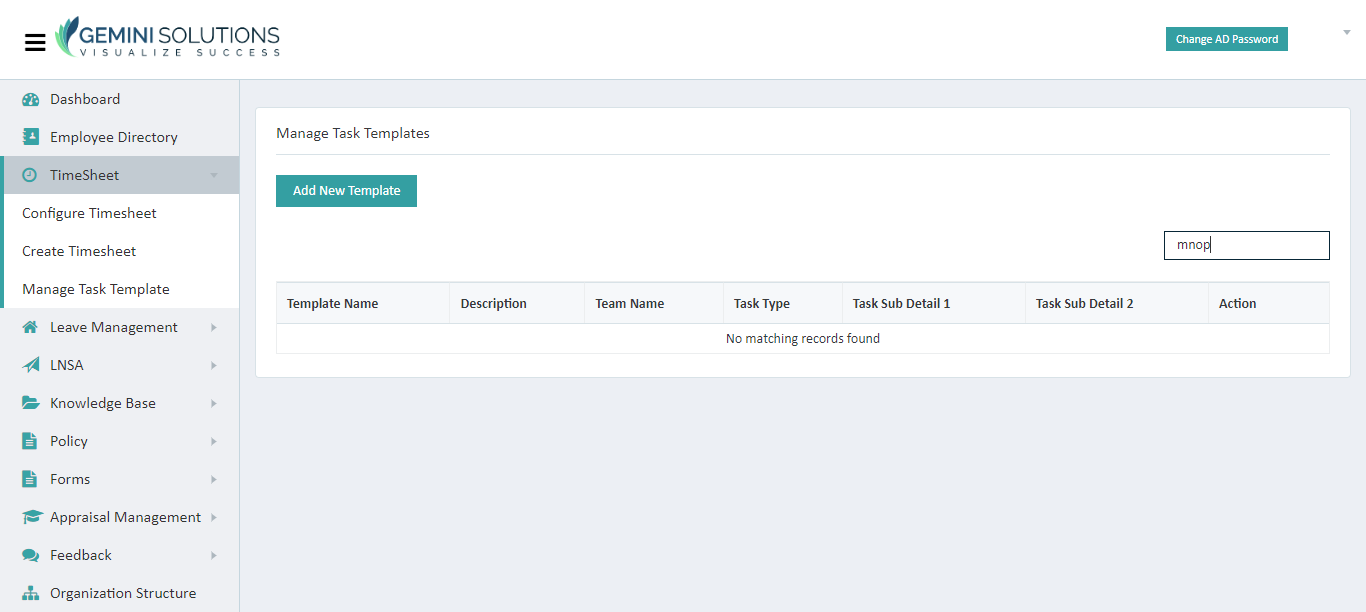 GEMINI SOLUTIONS
VISUALIZE SUCCESS
Change AD Password
Dashboard
Employee Directory
TimeSheet
Configure Timesheet
Create Timesheet
Manage Task Template
Leave Management
LNSA
Knowledge Base
Policy
Forms
Appraisal Management
Feedback
Organization Structure
Manage Task Templates
Add New Template
mnop
Template Name Description Team Name Task Type Task Sub Detail 1 Task Sub Detail 2 Action
No matching records found